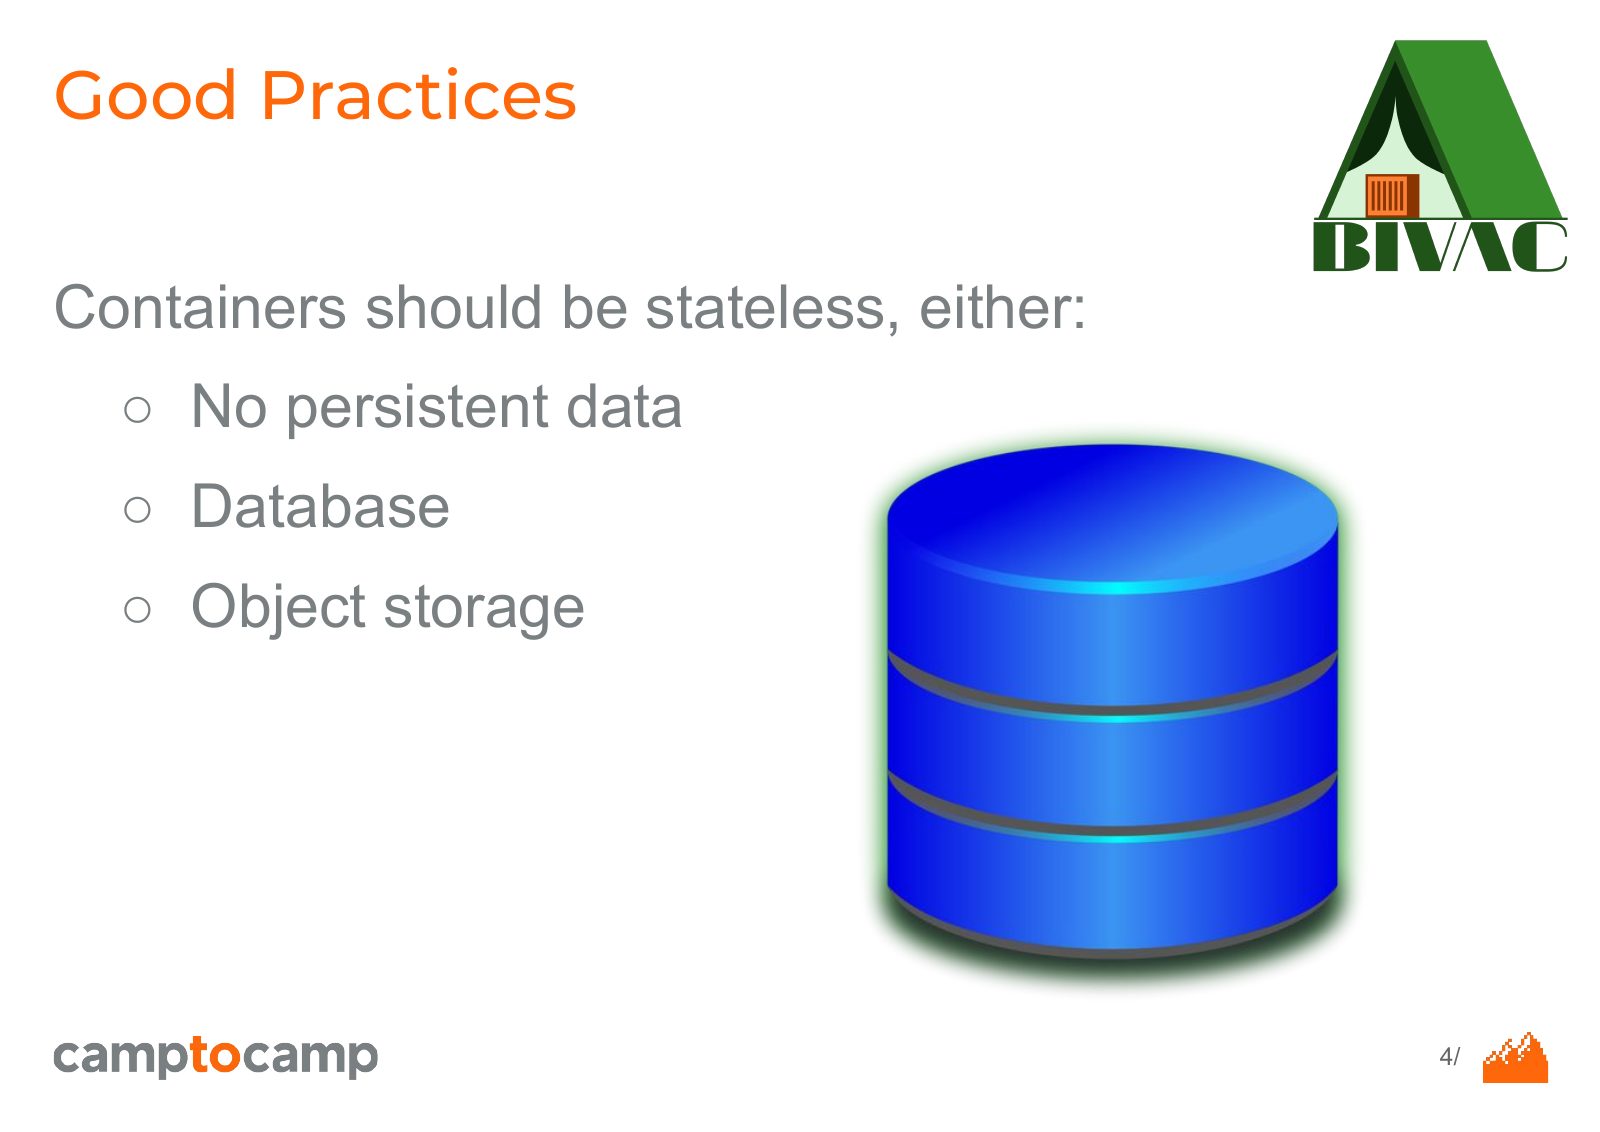 Good Practices
BIVAC
Containers should be stateless, either:
○ No persistent data
○ Database
○ Object storage
camptocamp
4/